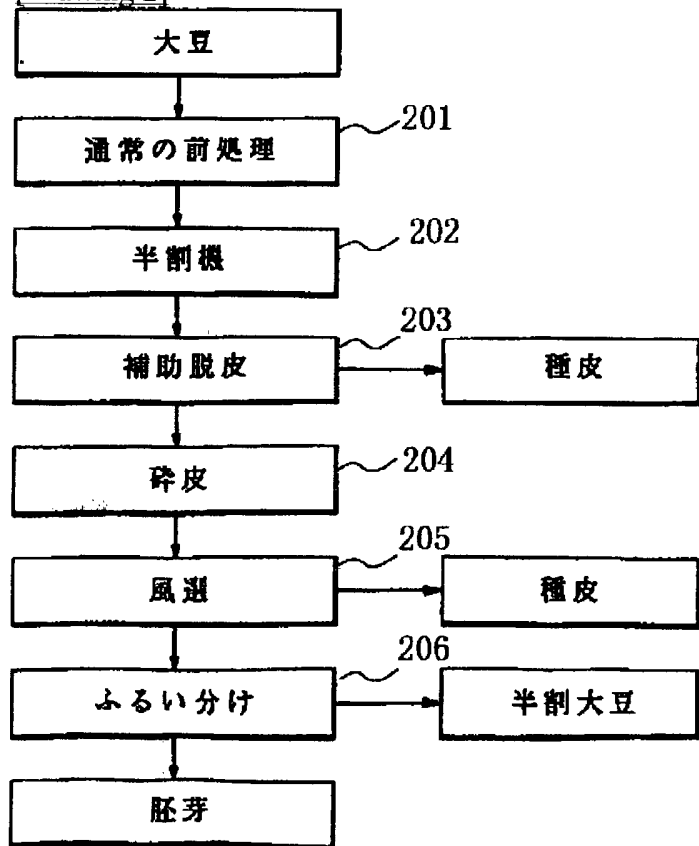 大豆
通常の前処理
201
半割機
202
補助脱皮
203
種皮
砕皮
204
風選
205
種皮
ふるい分け
206
半割大豆
胚芽